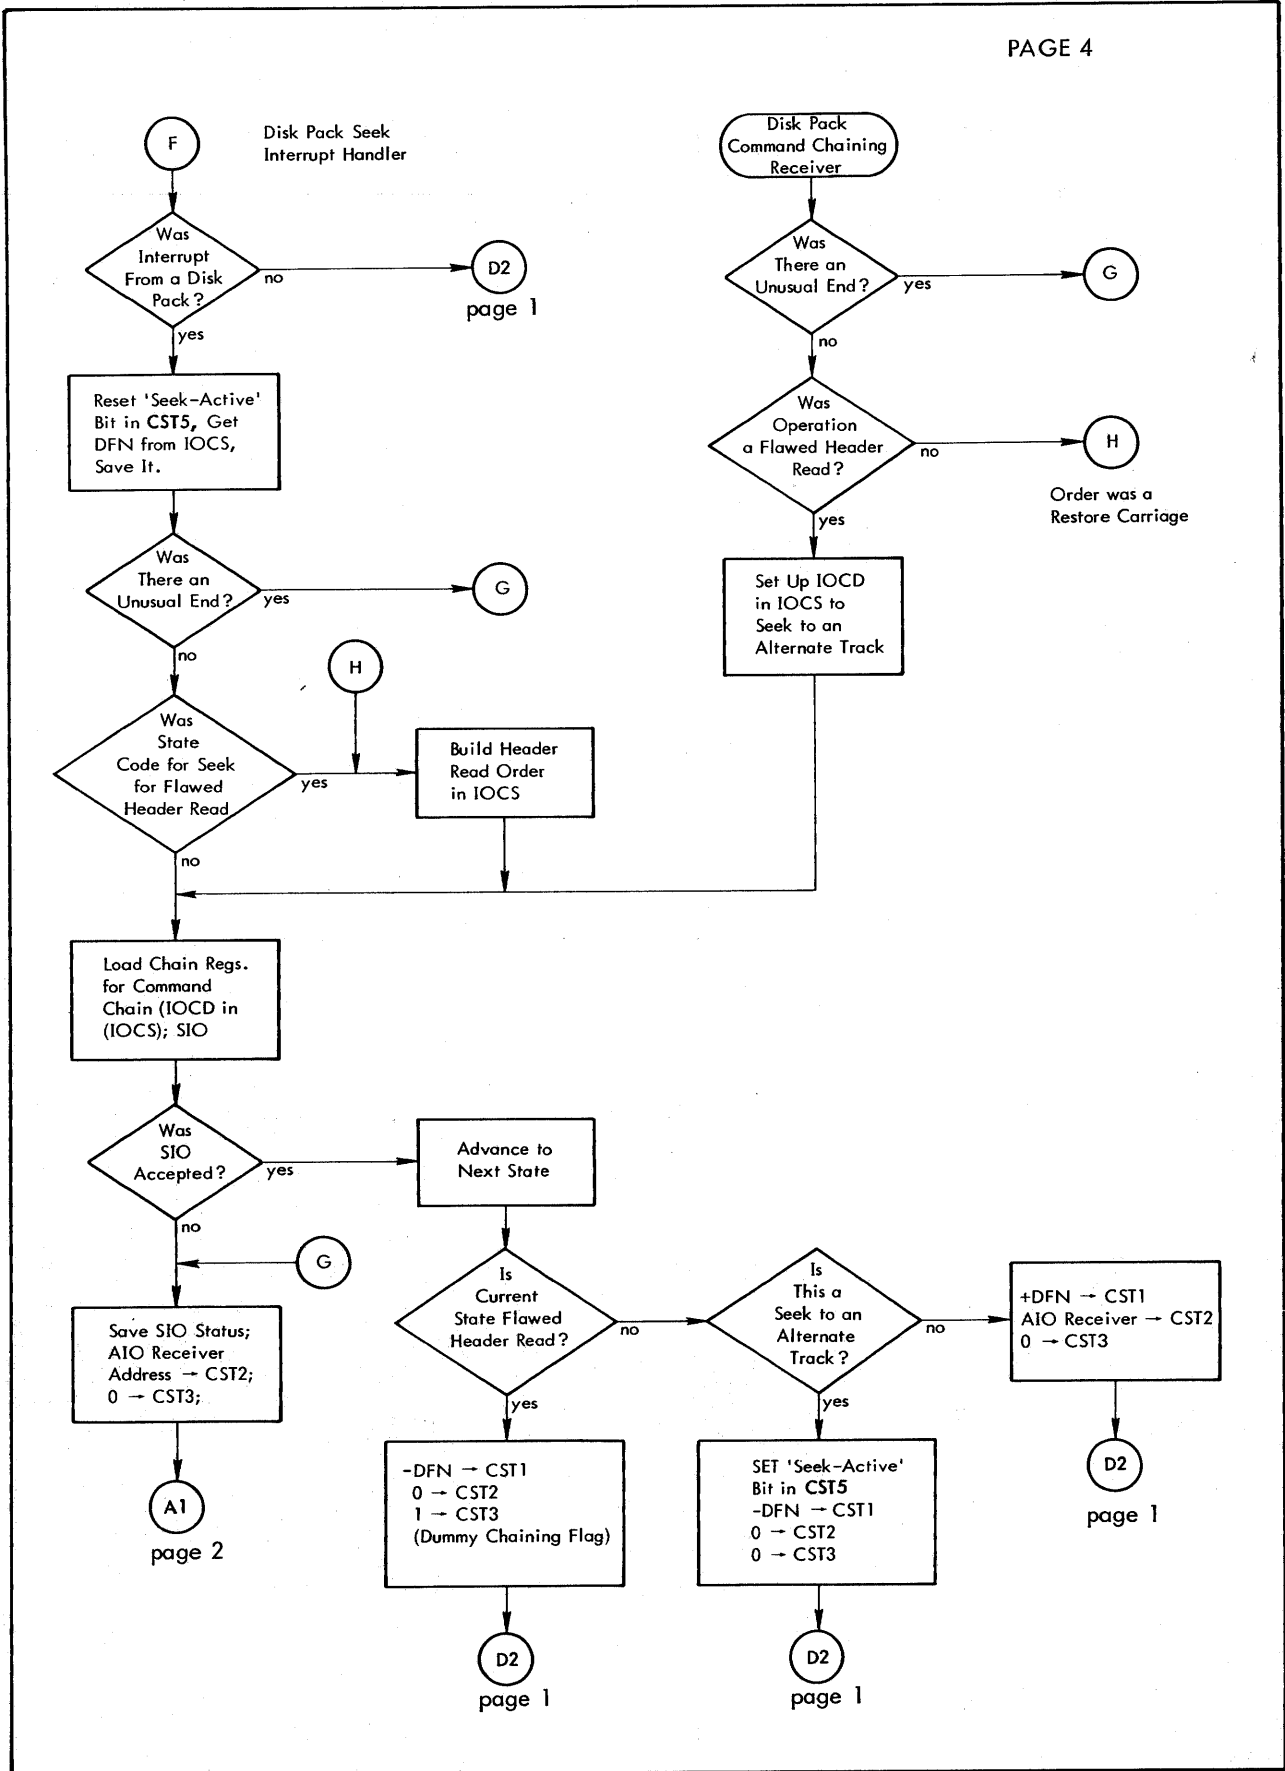 PAGE 4
F
Disk Pack Seek
Interrupt Handler
Was
Interrupt
From a Disk
Pack?
no
D2
page 1
yes
Reset 'Seek-Active'
Bit in CST5, Get
DFN from IOCS,
Save It.
Was
There an
Unusual End?
yes
G
no
H
Was
State
Code for Seek
for Flawed
Header Read
yes
Build Header
Read Order
in IOCS
no
Disk Pack
Command Chaining
Receiver
Was
There an
Unusual End?
yes
G
no
Was
Operation
a Flawed Header
Read?
no
H
Order was a
Restore Carriage
yes
Set Up IOCD
in IOCS to
Seek to an
Alternate Track
Load Chain Regs.
for Command
Chain (IOCD in
(IOCS); SIO
Was
SIO
Accepted?
yes
no
G
Save SIO Status;
AIO Receiver
Address → CST2;
0 → CST3;
A1
page 2
Advance to
Next State
Is
Current
State Flawed
Header Read?
no
yes
-DFN → CST1
0 → CST2
1 → CST3
(Dummy Chaining Flag)
D2
page 1
Is
This a
Seek to an
Alternate
Track?
no
yes
SET 'Seek-Active'
Bit in CST5
-DFN → CST1
0 → CST2
0 → CST3
D2
page 1
+DFN → CST1
AIO Receiver → CST2
0 → CST3
D2
page 1